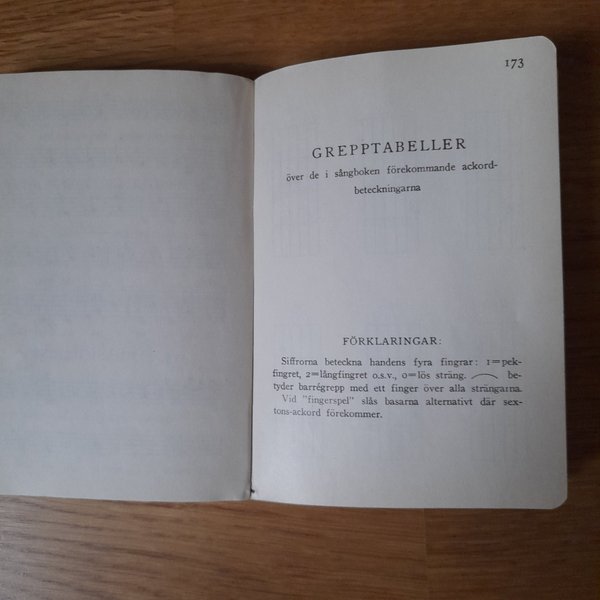 173
GREPPTABELLER
över de i sångboken förekommande ackord-
beteckningarna
FÖRKLARINGAR:
Siffrorna beteckna handens fyra fingrar: 1=pek-
fingret, 2=långfingret o.s.v., 0=lös sträng. be-
tyder barrégrepp med ett finger över alla strängarna.
Vid "fingerspel" slås basarna alternativt där sex-
tons-ackord förekommer.